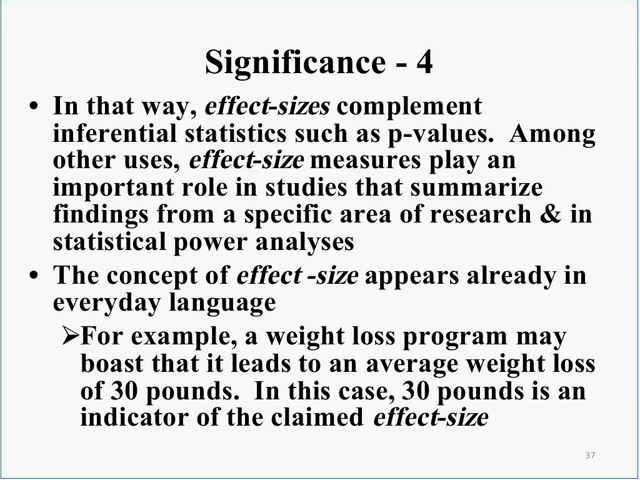 Significance - 4
• In that way, effect-sizes complement
inferential statistics such as p-values.  Among
other uses, effect-size measures play an
important role in studies that summarize
findings from a specific area of research & in
statistical power analyses
• The concept of effect -size appears already in
everyday language
➢For example, a weight loss program may
boast that it leads to an average weight loss
of 30 pounds.  In this case, 30 pounds is an
indicator of the claimed effect-size
37